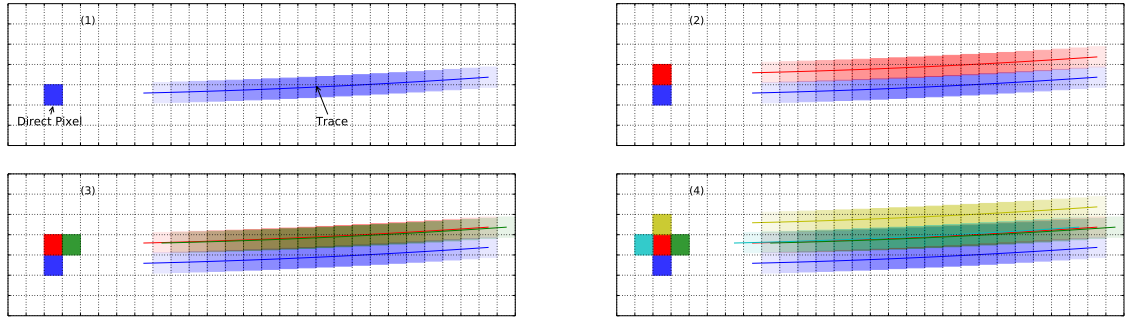 (1)
Direct Pixel
Trace
(2)
(3)
(4)